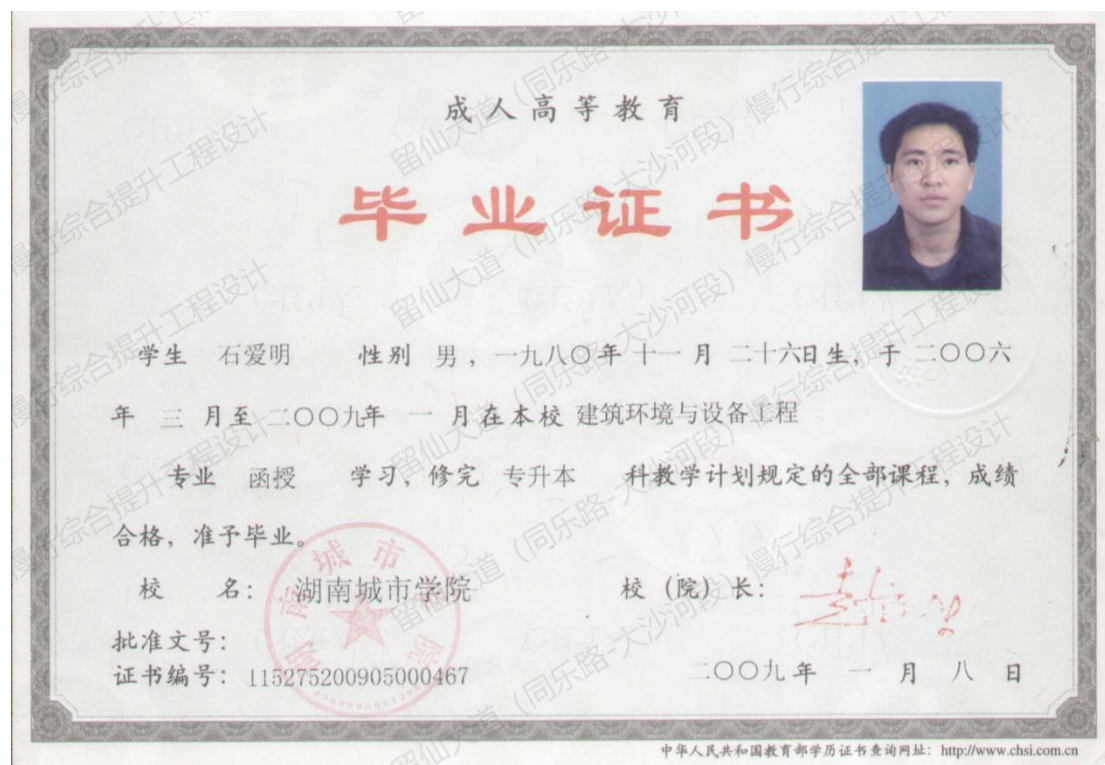 成人高等教育
毕业证书
学生 石爱明 性别 男，一九八〇年 十一 月 二十六日生，于 二〇〇六
年 三 月至 二〇〇九年 一 月在本校 建筑环境与设备工程
专业 函授 学习，修完 专升本 科教学计划规定的全部课程，成绩
合格，准予毕业。
校 名： 湖南城市学院 校（院）长：
批准文号：
证书编号： 115275200905000467 二〇〇九年 一 月 八 日
湖南城市学院
中华人民共和国教育部学历证书查询网址：http://www.chsi.com.cn
留仙大道（同乐路-大沙河段）慢行综合提升工程设计